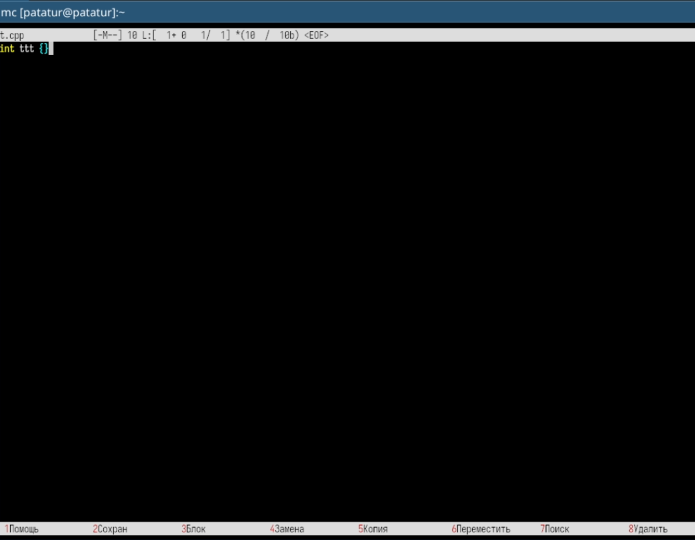 mc [patatur@patatur]:~
t.cpp [-M--] 10 L:[ 1+ 0 1/ 1] *(10 / 10b) <EOF>
int ttt {}
1Помощь 2Сохран 3Блок 4Замена 5Копия 6Переместить 7Поиск 8Удалить